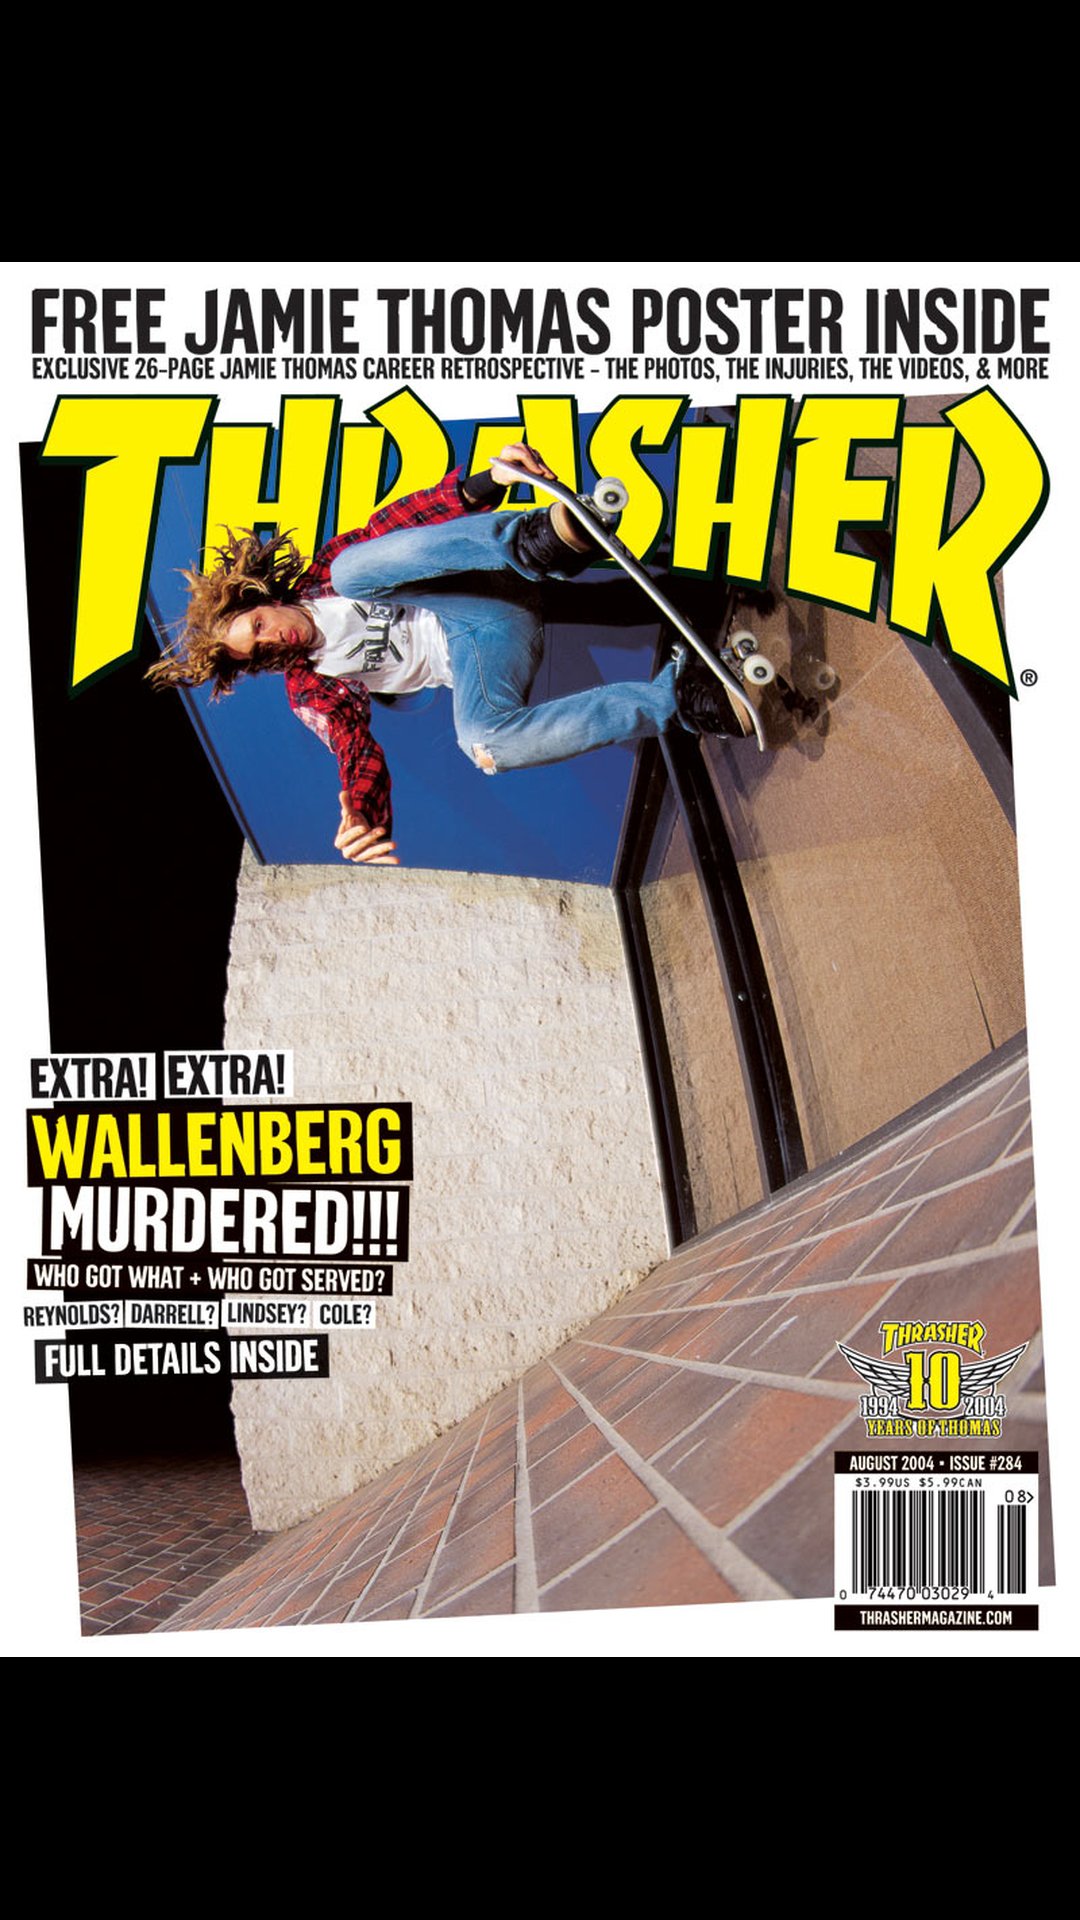 FREE JAMIE THOMAS POSTER INSIDE
EXCLUSIVE 26-PAGE JAMIE THOMAS CAREER RETROSPECTIVE - THE PHOTOS, THE INJURIES, THE VIDEOS, & MORE
THRASHER
®
FALLEN
EXTRA! EXTRA!
WALLENBERG
MURDERED!!!
WHO GOT WHAT + WHO GOT SERVED?
REYNOLDS? DARRELL? LINDSEY? COLE?
FULL DETAILS INSIDE
THRASHER
10
1994 2004
YEARS OF THOMAS
AUGUST 2004 • ISSUE #284
$3.99US $5.99CAN
08>
0 74470 03029 4
THRASHERMAGAZINE.COM